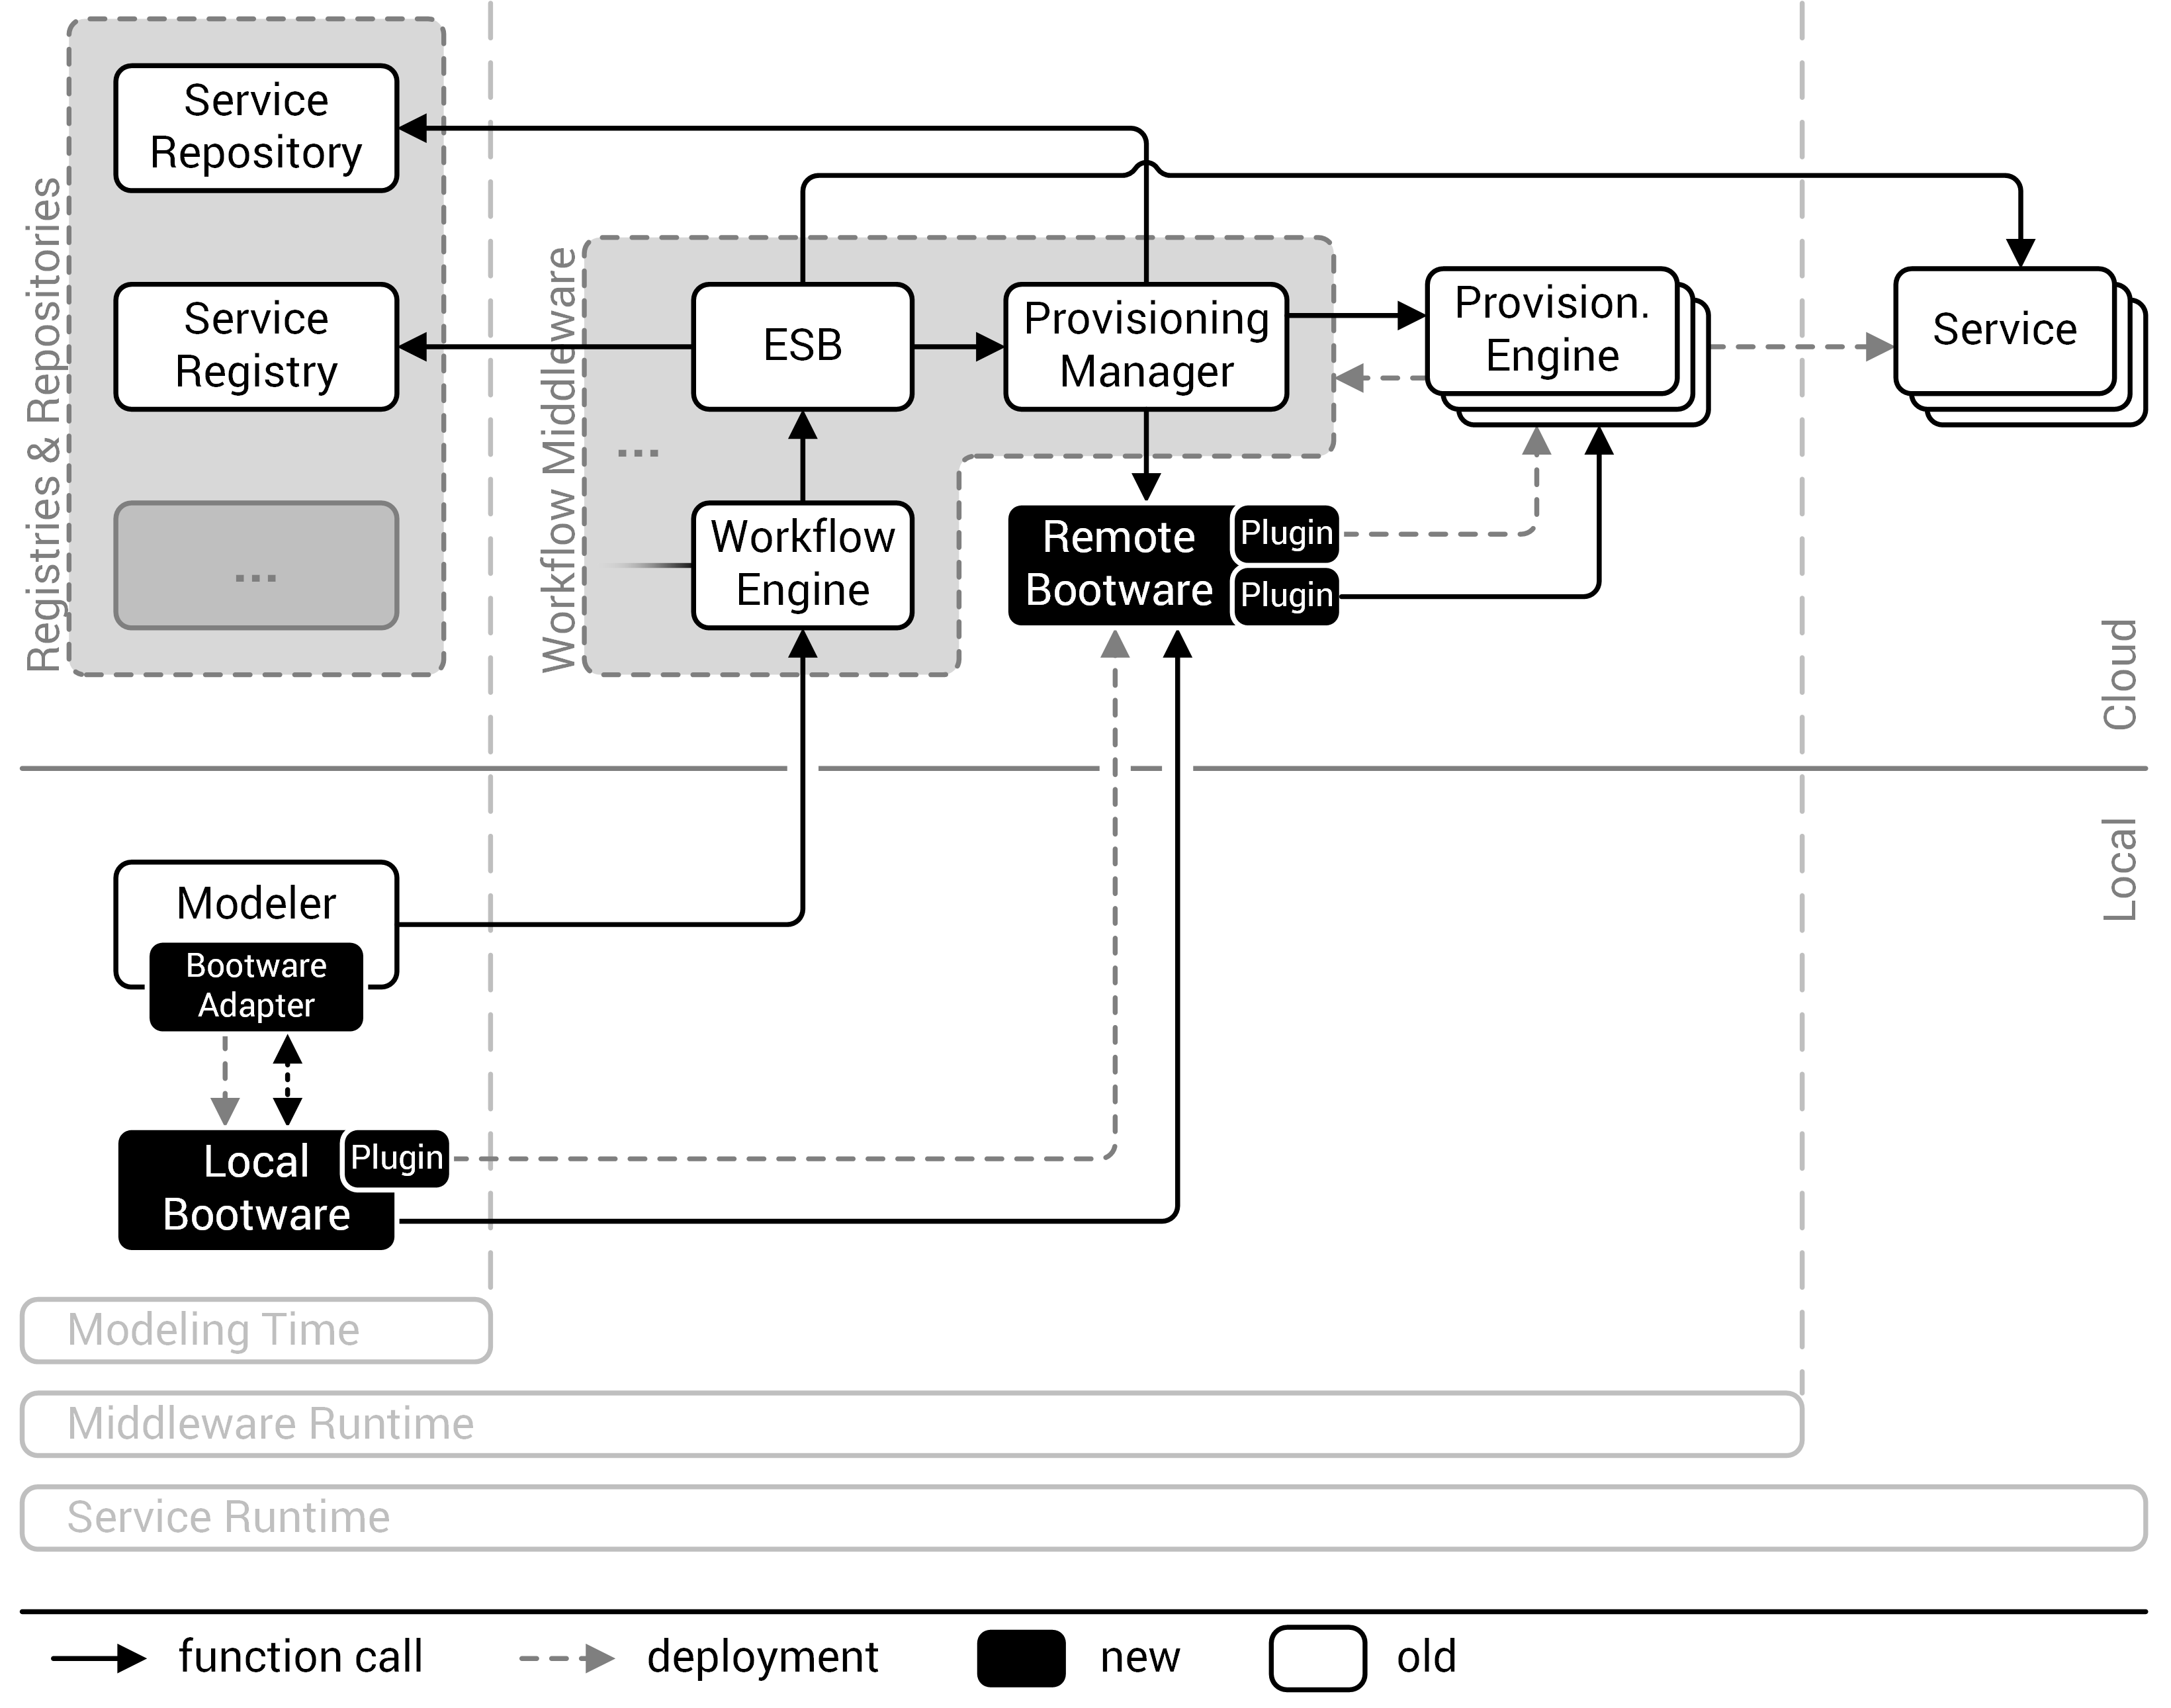 Registries & Repositories
Service
Repository
Service
Registry
...
Workflow Middleware
ESB
Provisioning
Manager
...
Workflow
Engine
Provision.
Engine
Service
Remote
Bootware
Plugin
Plugin
Cloud
Local
Modeler
Bootware
Adapter
Local
Bootware
Plugin
Modeling Time
Middleware Runtime
Service Runtime
function call
deployment
new
old